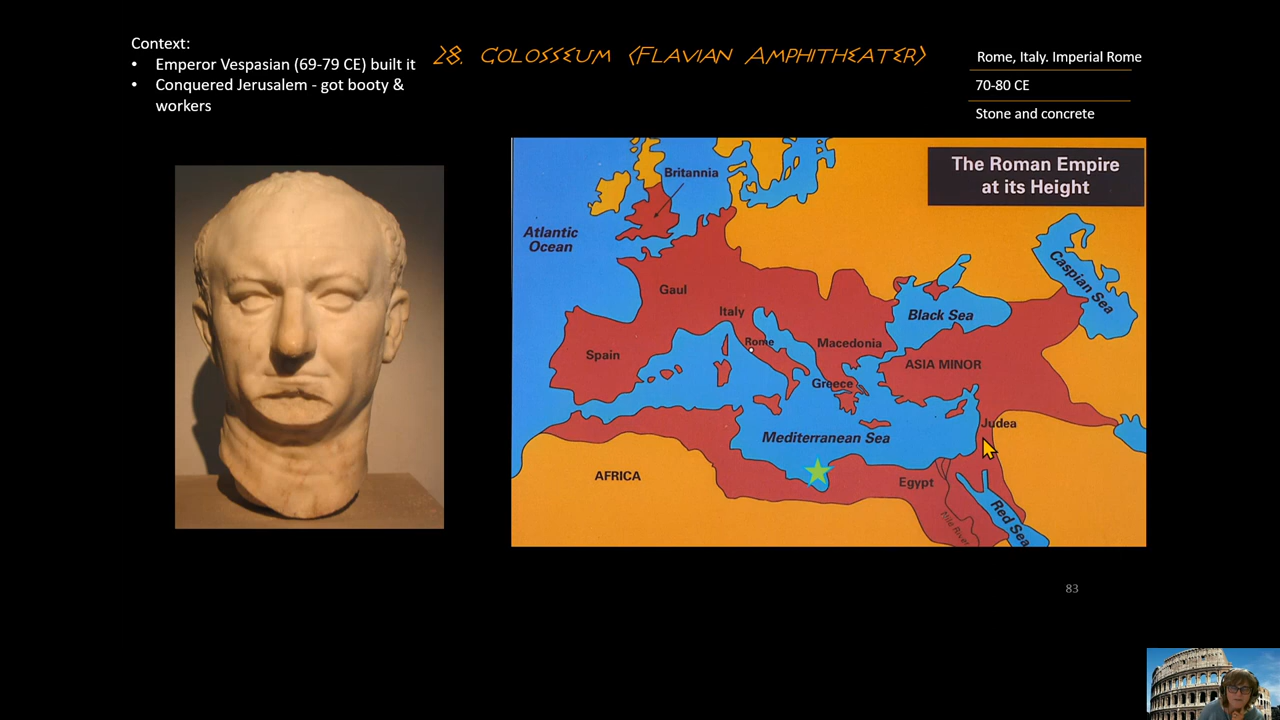 Context:
• Emperor Vespasian (69-79 CE) built it
• Conquered Jerusalem - got booty &
workers
28. Colosseum (Flavian Amphitheater)
Rome, Italy. Imperial Rome
70-80 CE
Stone and concrete
The Roman Empire
at its Height
Britannia
Atlantic
Ocean
Caspian Sea
Gaul
Italy
Black Sea
Rome
Macedonia
Spain
ASIA MINOR
Greece
Judea
Mediterranean Sea
AFRICA
Egypt
Nile River
Red Sea
83